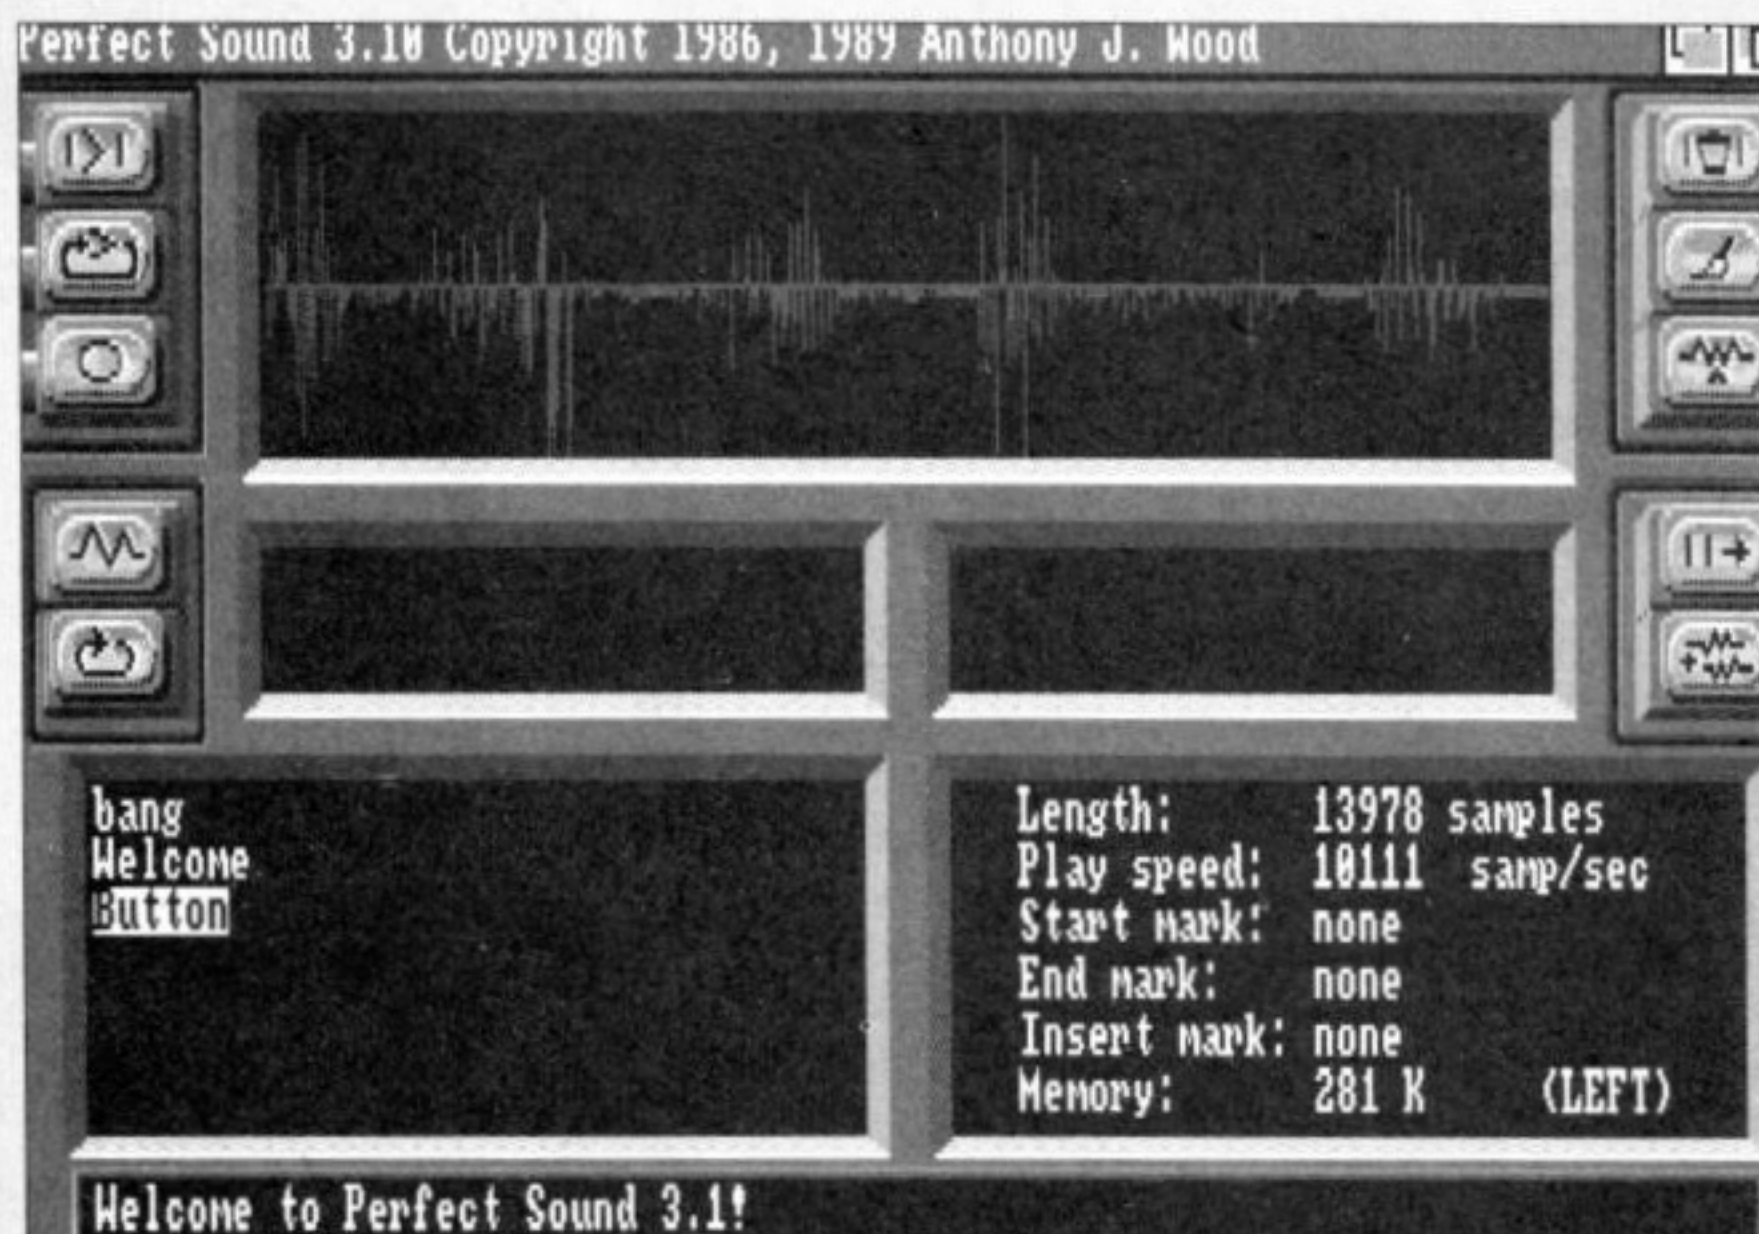 Perfect Sound 3.10 Copyright 1986, 1989 Anthony J. Wood
bang
Welcome
Button
Length: 13978 samples
Play speed: 10111 samp/sec
Start mark: none
End mark: none
Insert mark: none
Memory: 281 K (LEFT)
Welcome to Perfect Sound 3.1!